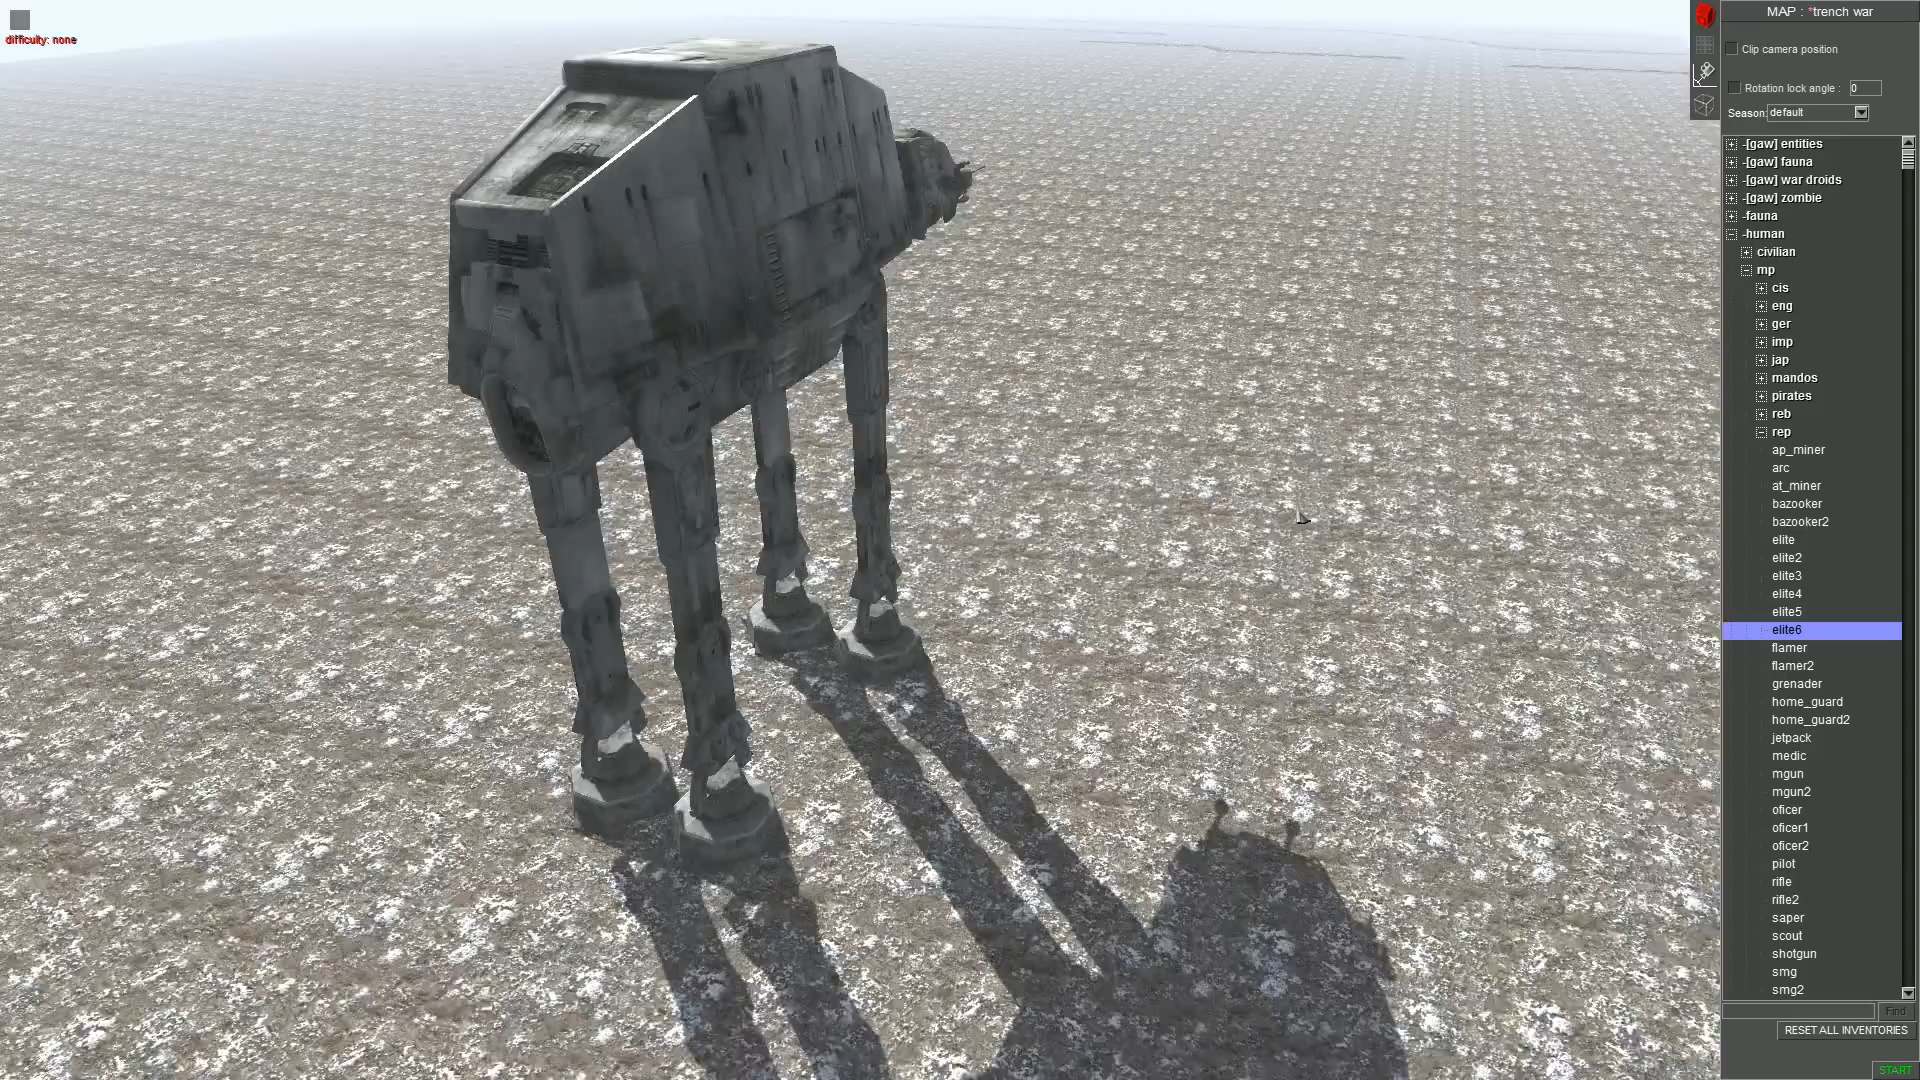 difficulty: none
MAP : *trench war
Clip camera position
Rotation lock angle : 0
Season: default
-[gaw] entities
-[gaw] fauna
-[gaw] war droids
-[gaw] zombie
-fauna
-human
civilian
mp
cis
eng
ger
imp
jap
mandos
pirates
reb
rep
ap_miner
arc
at_miner
bazooker
bazooker2
elite
elite2
elite3
elite4
elite5
elite6
flamer
flamer2
grenader
home_guard
home_guard2
jetpack
medic
mgun
mgun2
oficer
oficer1
oficer2
pilot
rifle
rifle2
saper
scout
shotgun
smg
smg2
Find
RESET ALL INVENTORIES
START